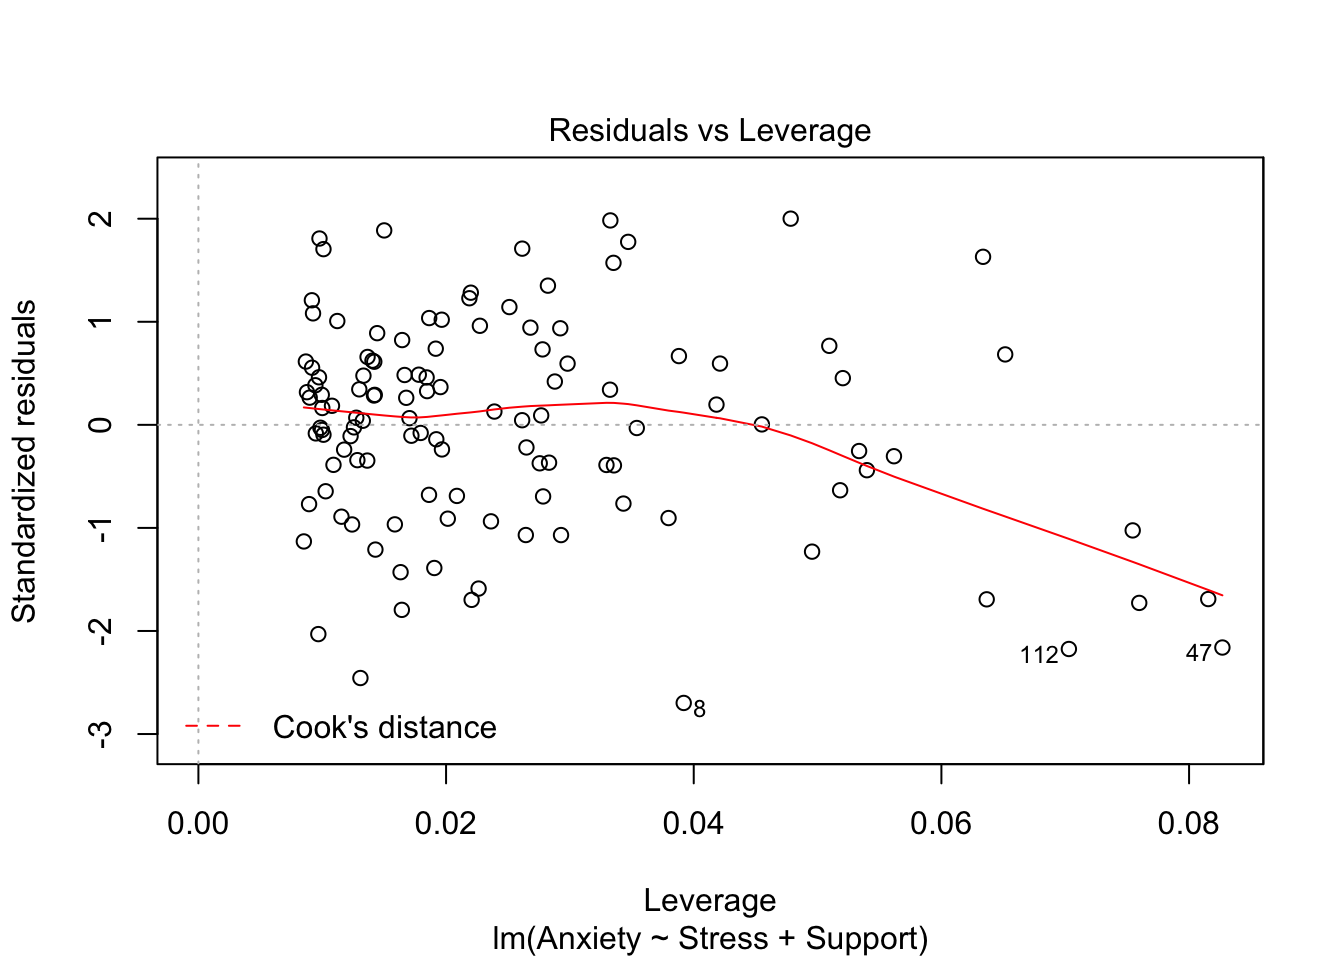 Residuals vs Leverage
Standardized residuals
2
1
0
-1
-2
-3
112
47
8
Cook's distance
0.00 0.02 0.04 0.06 0.08
Leverage
lm(Anxiety ~ Stress + Support)